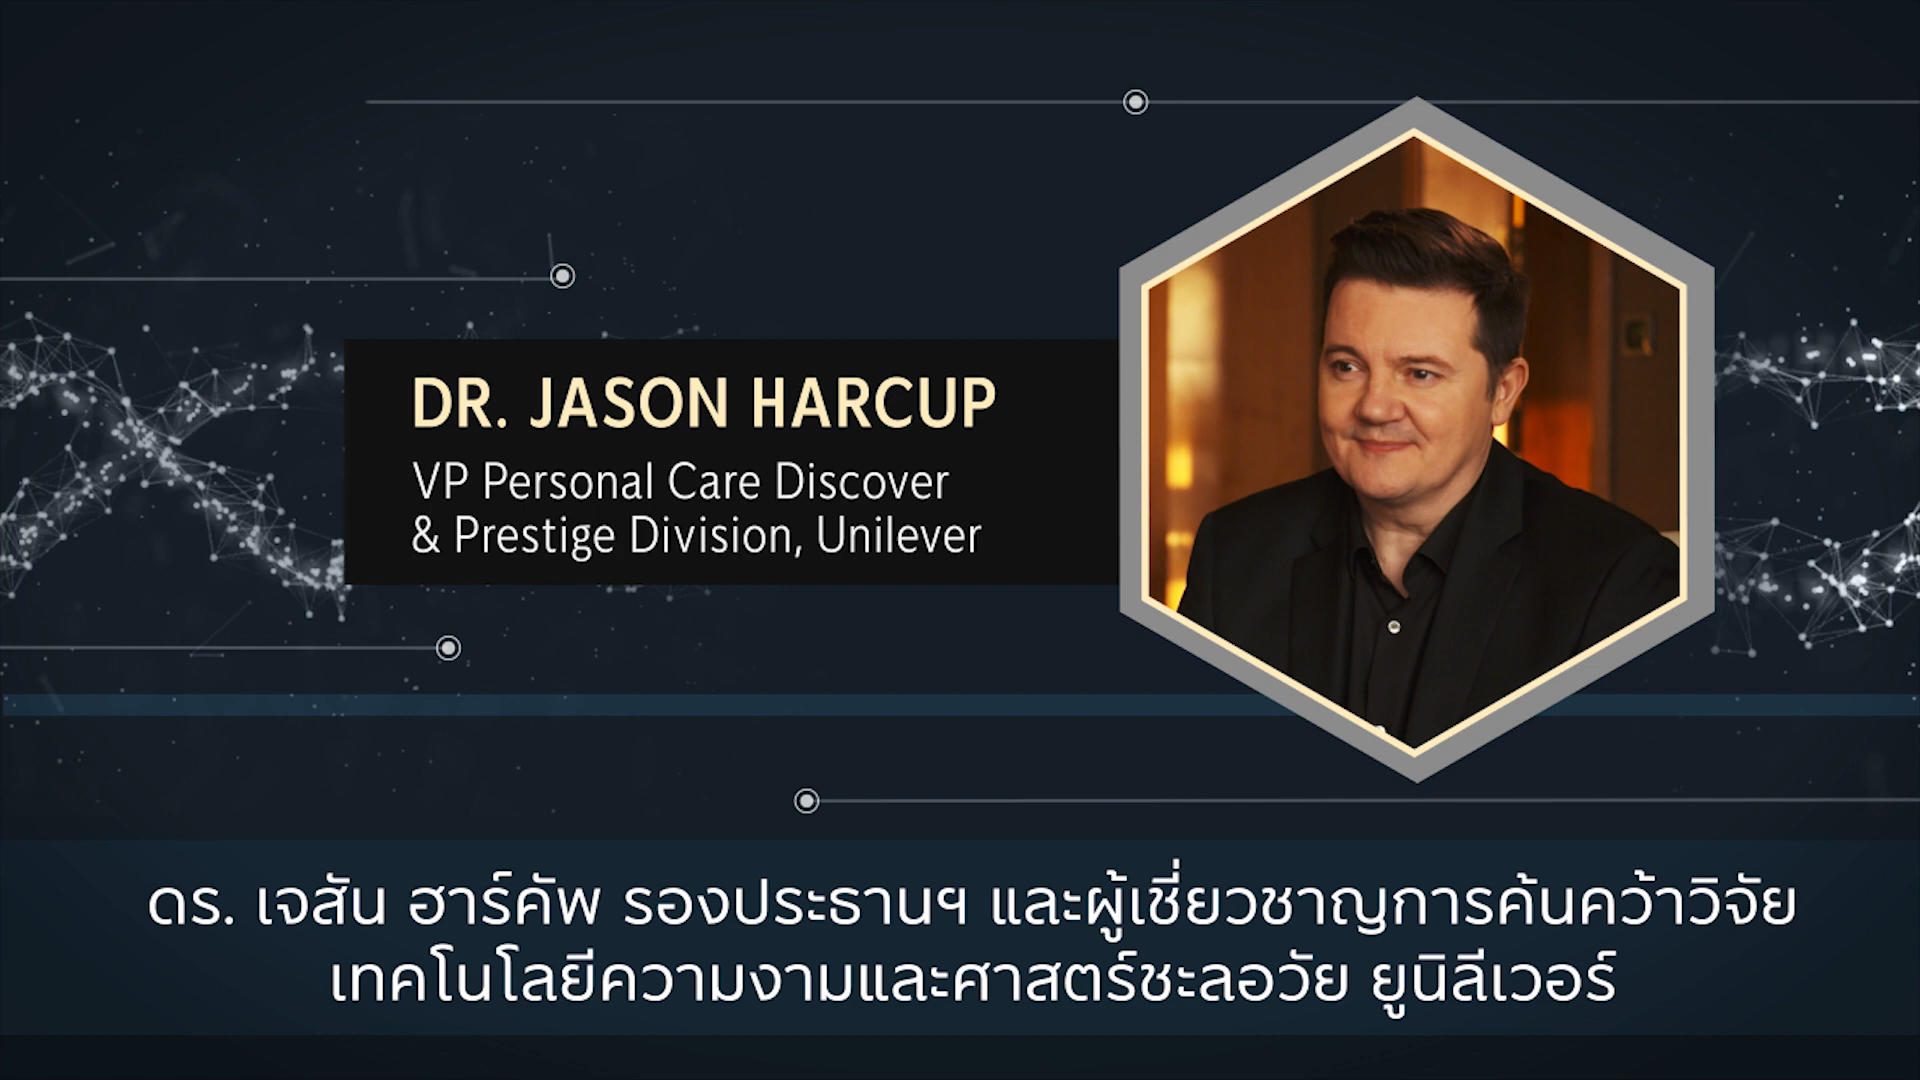 DR. JASON HARCUP
VP Personal Care Discover
& Prestige Division, Unilever
ดร. เจสัน ฮาร์คัพ รองประธานฯ และผู้เชี่ยวชาญการค้นคว้าวิจัย
เทคโนโลยีความงามและศาสตร์ชะลอวัย ยูนิลีเวอร์